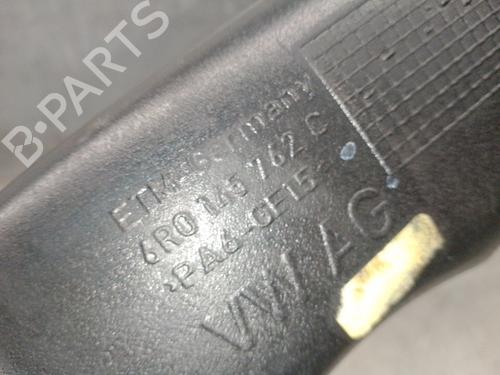 B-PARTS
ETM-Germany
6R0 145 762 C
>PA6-GF15<
VW AG